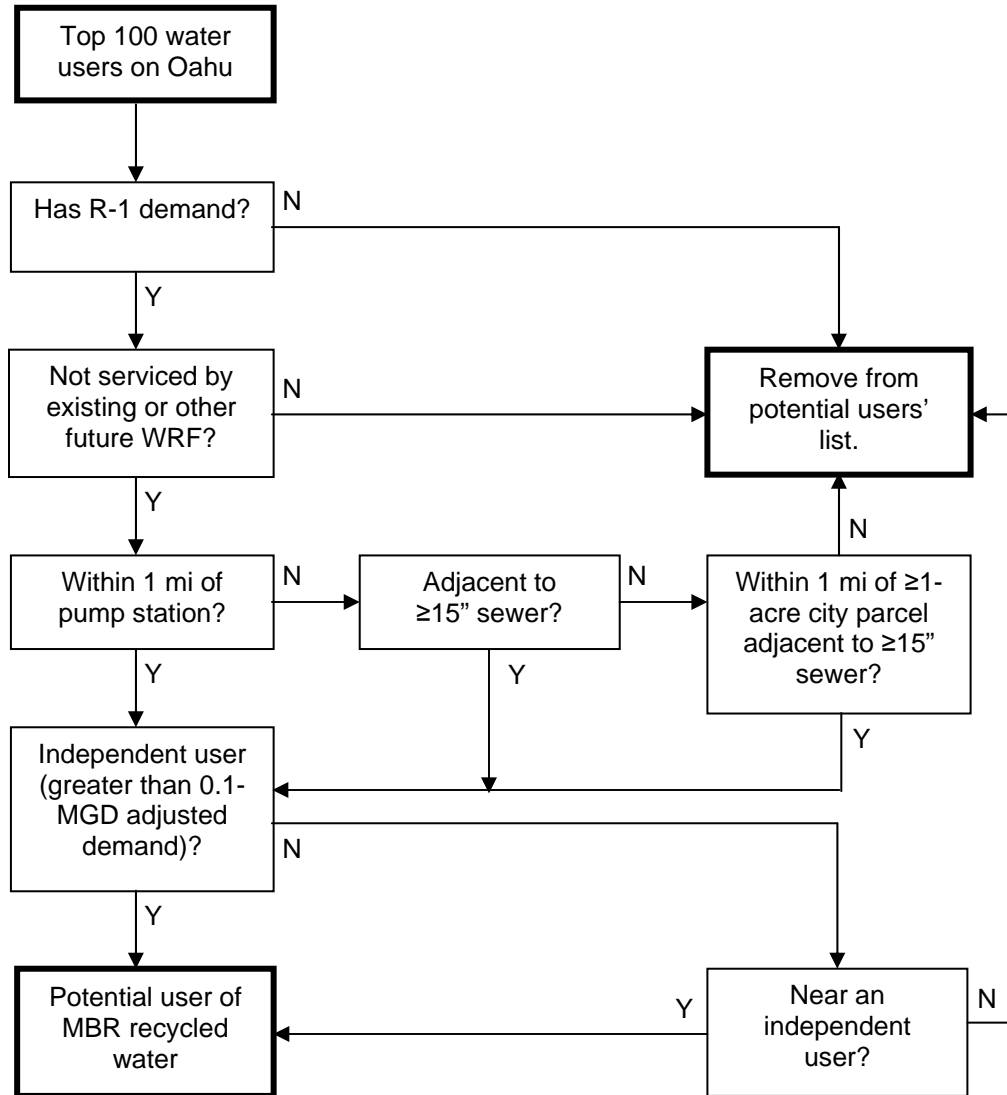 Top 100 water
users on Oahu
Has R-1 demand?
N
Y
Not serviced by
existing or other
future WRF?
N
Remove from
potential users’
list.
Y
N
Within 1 mi of
pump station?
N
Adjacent to
≥15” sewer?
N
Within 1 mi of ≥1-
acre city parcel
adjacent to ≥15”
sewer?
Y
Y
Y
Independent user
(greater than 0.1-
MGD adjusted
demand)?
N
Y
Potential user of
MBR recycled
water
Y
Near an
independent
user?
N